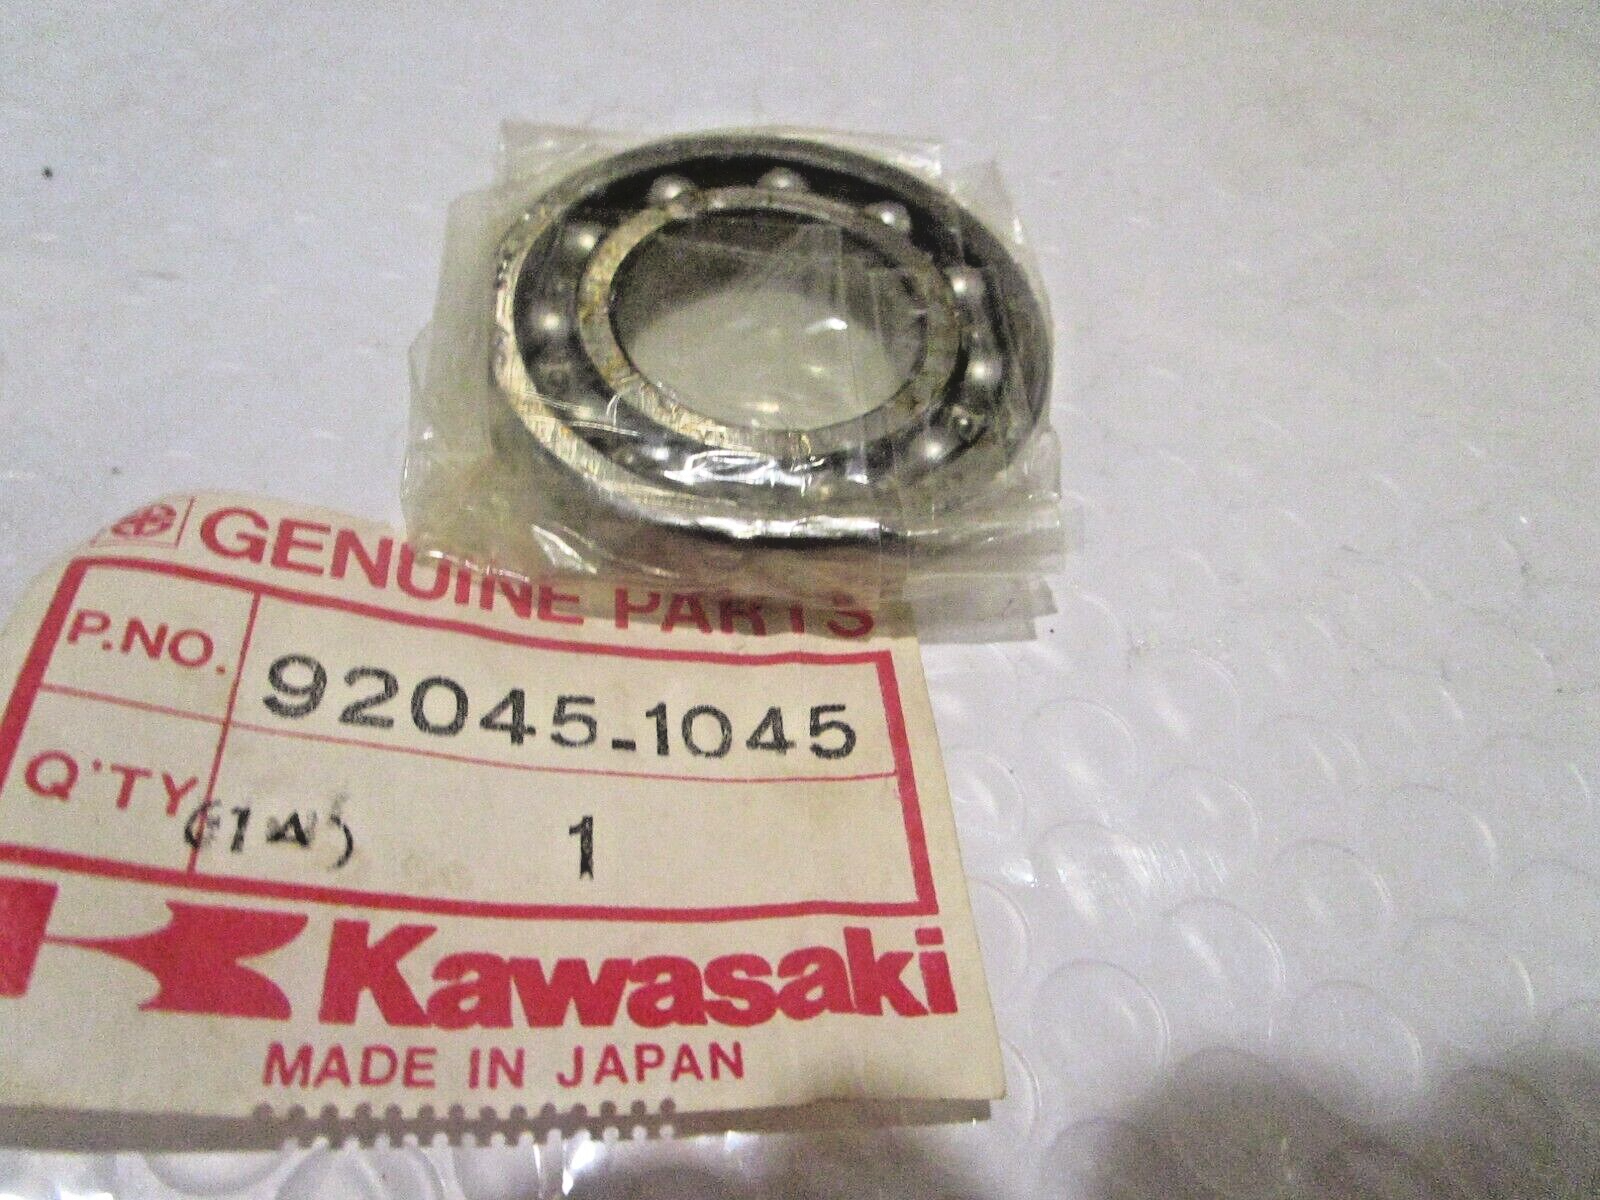 GENUINE PARTS
P.NO. 92045-1045
Q'TY 1
Kawasaki
MADE IN JAPAN